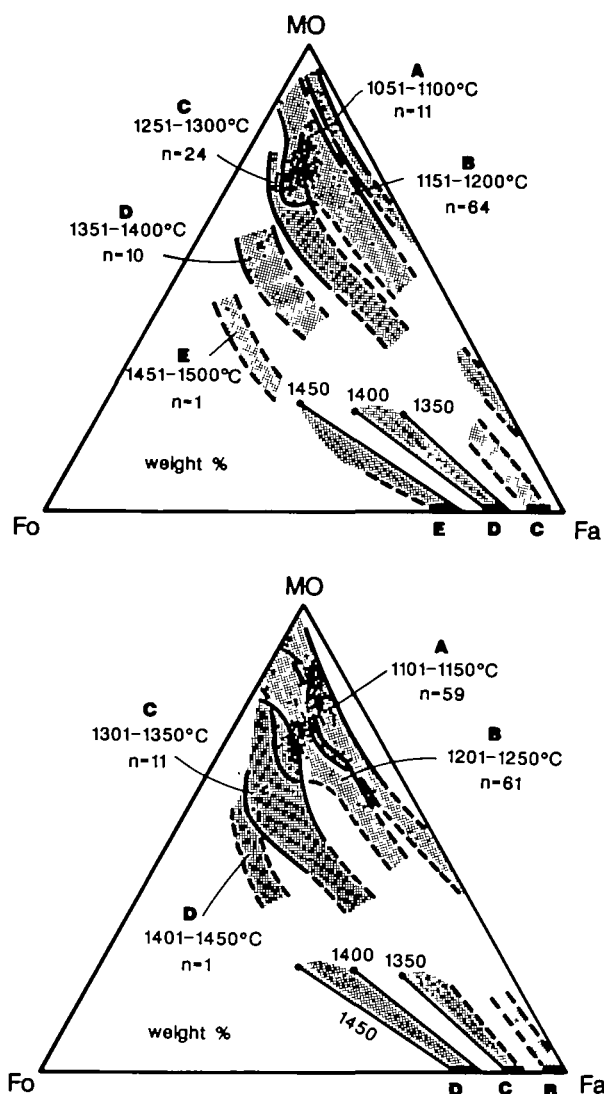 MO
A
1051-1100°C
n=11
C
1251-1300°C
n=24
B
1151-1200°C
n=64
D
1351-1400°C
n=10
E
1451-1500°C
n=1
1450
1400
1350
weight %
Fo
Fa
E
D
C
MO
A
1101-1150°C
n=59
C
1301-1350°C
n=11
B
1201-1250°C
n=61
D
1401-1450°C
n=1
1400
1350
1450
weight %
Fo
Fa
D
C
B